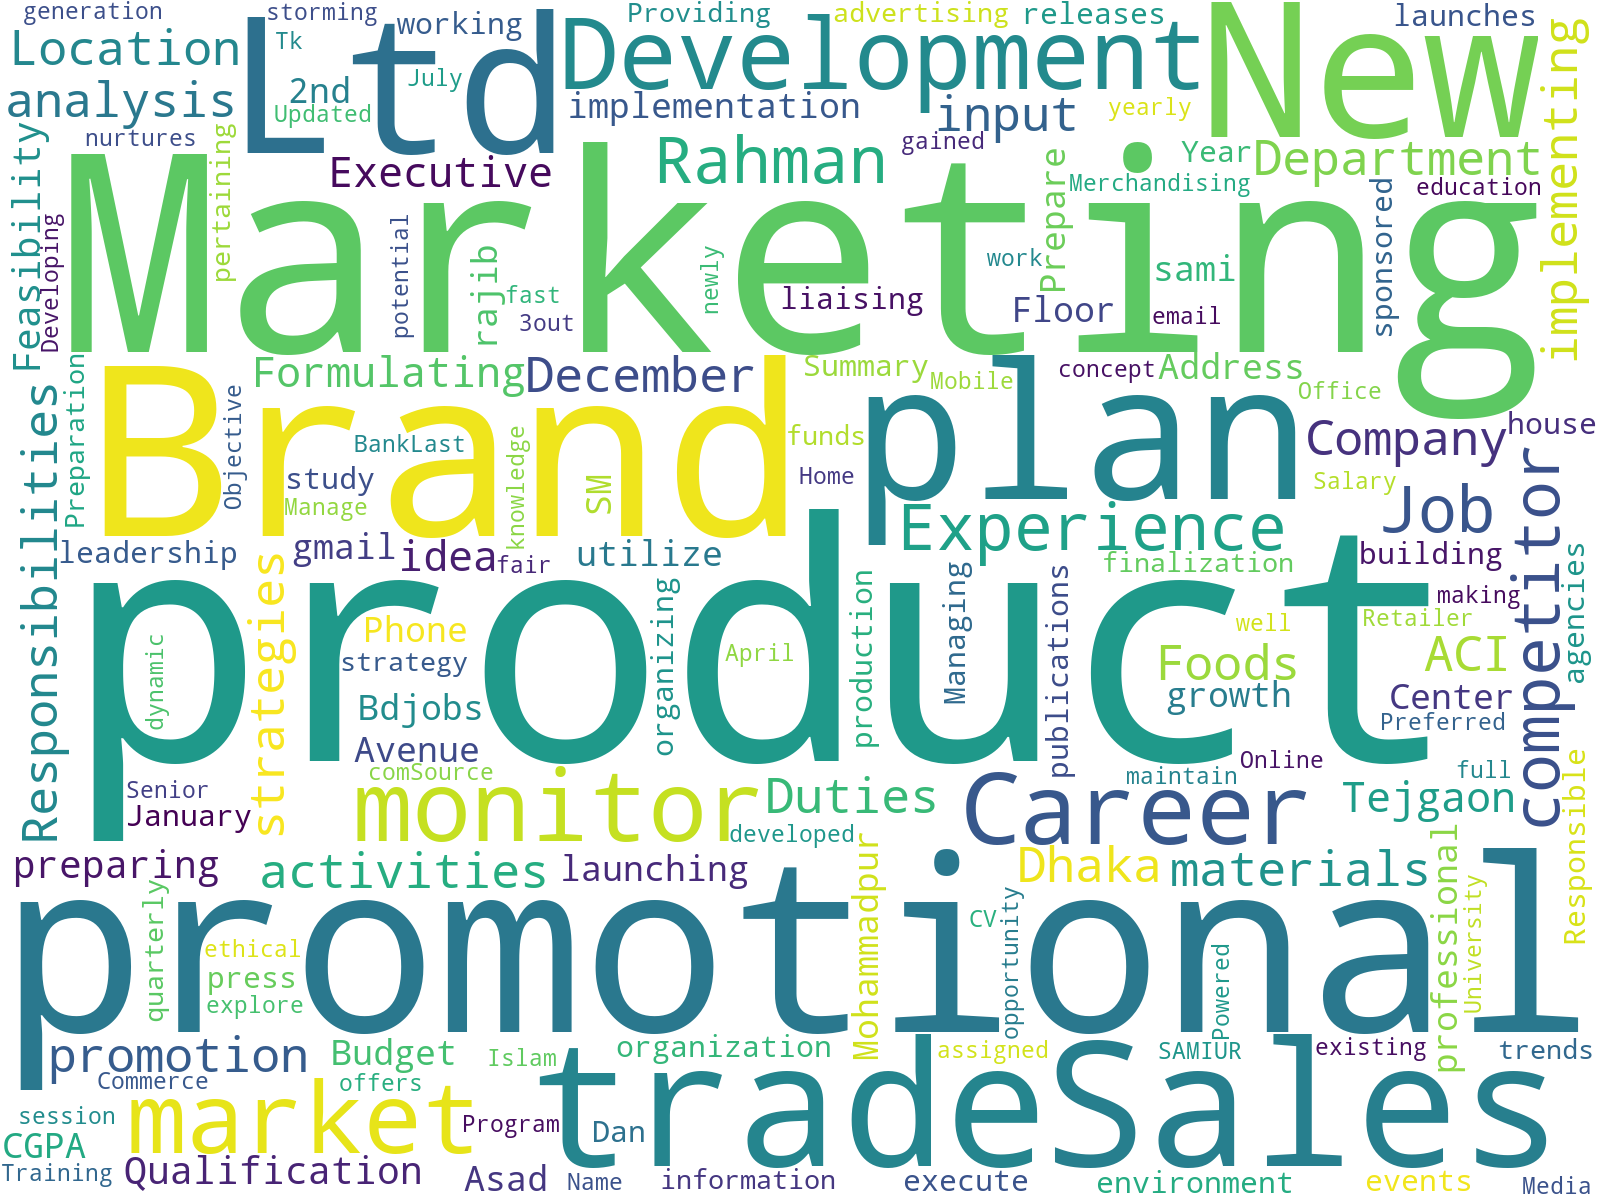 generation storming Providing advertising releases launches
Location Tk working Ltd Development New implementing
analysis 2nd July implementation input yearly
Updated
nurtures pertaining Executive Rahman gained Year Department
Feasibility Merchandising sponsored education
Developing Marketing Prepare
potential rajib newly work sami
fast liaising Floor email
3out
Preparation Formulating December Summary concept Address
Mobile Office
Objective Brand plan
BankLast knowledge funds Company house
study SM Home Salary
Manage Job competitor
Responsibilities Experience
leadership gmail idea fair utilize finalization building agencies
strategies product making
dynamic Phone organizing production Managing publications well Retailer
strategy April Foods ACI
Bdjobs growth Center
Avenue Preferred
Senior comSource maintain Online full Responsible
January monitor Duties Career Tejgaon
developed
preparing activities launching Mohammadpur Dhaka materials professional
quarterly promotional University
ethical CV opportunity
press Powered
explore
promotion Budget Islam organization assigned SAMIUR existing trends
Commerce offers
session market tradeSales
CGPA Program Dan
Training Qualification Asad Name information execute environment events Media